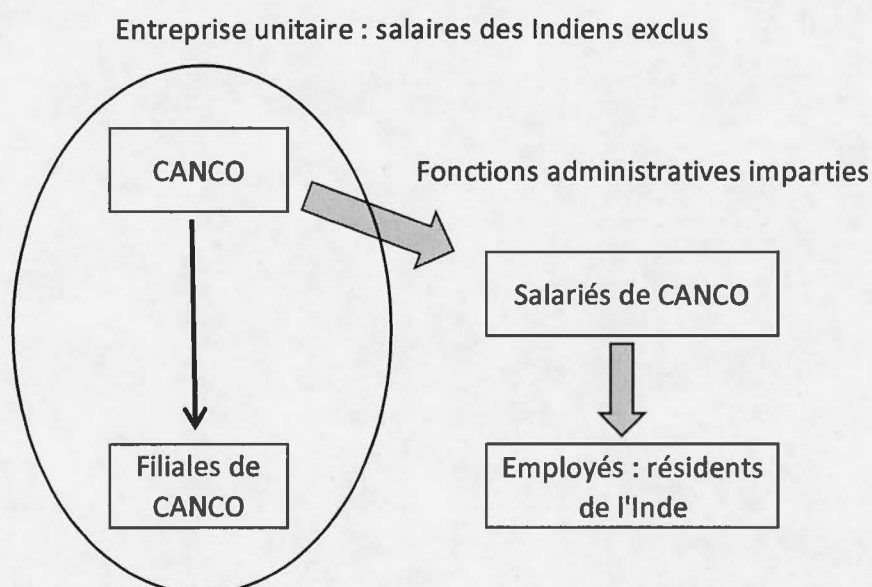 Entreprise unitaire : salaires des Indiens exclus
CANCO
Fonctions administratives imparties
Salariés de CANCO
Filiales de
CANCO
Employés : résidents
de l'Inde